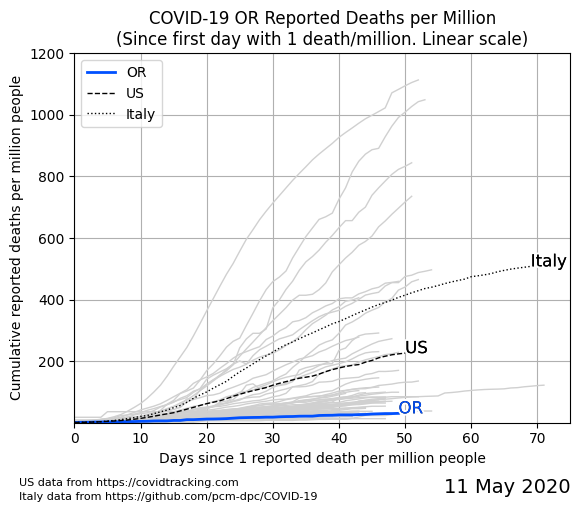 COVID-19 OR Reported Deaths per Million
(Since first day with 1 death/million. Linear scale)
Cumulative reported deaths per million people
1200
1000
800
600
400
200
OR
US
Italy
Italy
US
OR
0 10 20 30 40 50 60 70
Days since 1 reported death per million people
US data from https://covidtracking.com
Italy data from https://github.com/pcm-dpc/COVID-19
11 May 2020